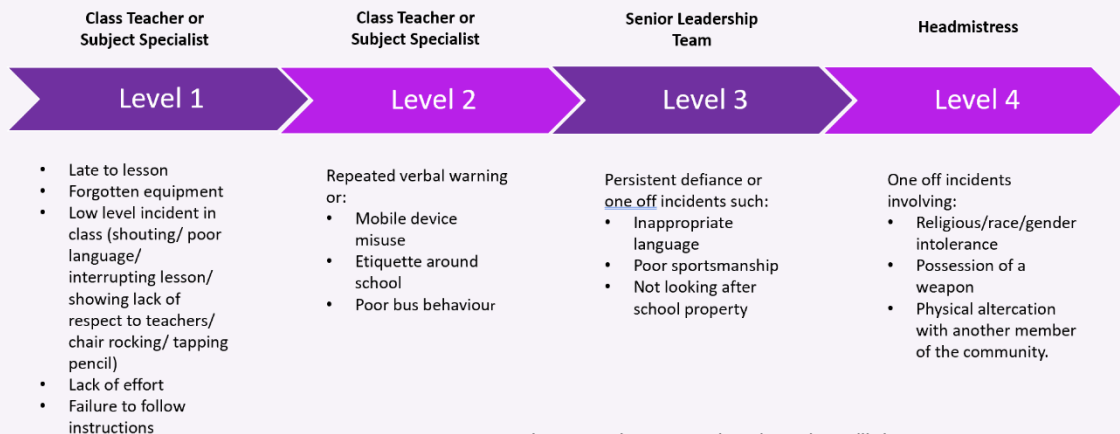 Class Teacher or
Subject Specialist
Class Teacher or
Subject Specialist
Senior Leadership
Team
Headmistress
Level 1
Level 2
Level 3
Level 4
• Late to lesson
• Forgotten equipment
• Low level incident in
class (shouting/ poor
language/
interrupting lesson/
showing lack of
respect to teachers/
chair rocking/ tapping
pencil)
• Lack of effort
• Failure to follow
instructions
Repeated verbal warning
or:
• Mobile device
misuse
• Etiquette around
school
• Poor bus behaviour
Persistent defiance or
one off incidents such:
• Inappropriate
language
• Poor sportsmanship
• Not looking after
school property
One off incidents
involving:
• Religious/race/gender
intolerance
• Possession of a
weapon
• Physical altercation
with another member
of the community.